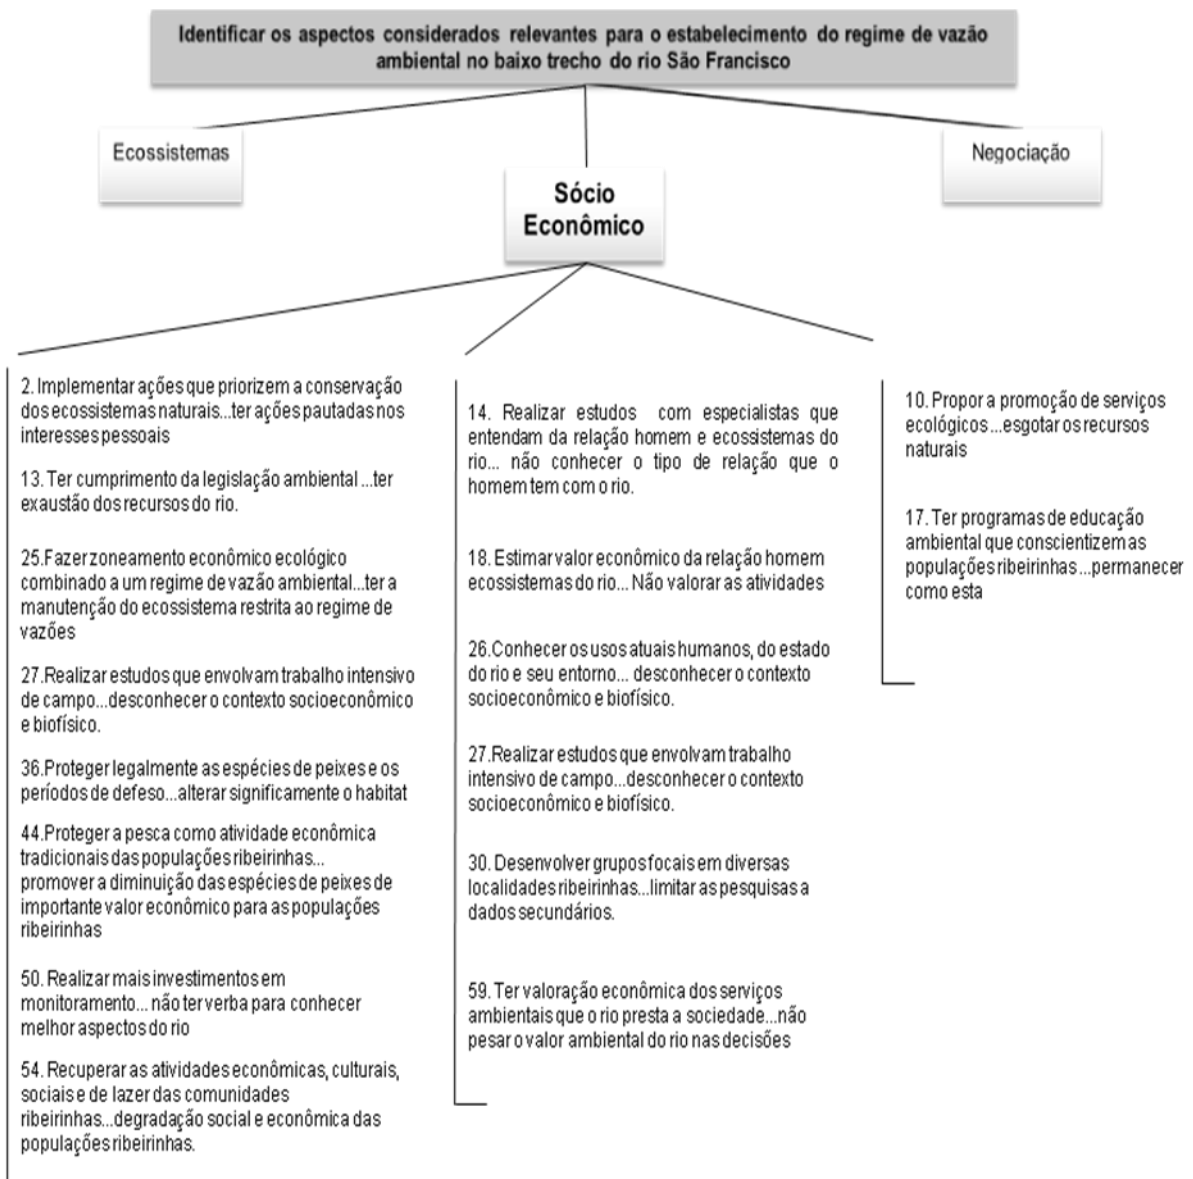 Identificar os aspectos considerados relevantes para o estabelecimento do regime de vazão
ambiental no baixo trecho do rio São Francisco
Ecossistemas
Sócio
Econômico
Negociação
2. Implementar ações que priorizem a conservação
dos ecossistemas naturais...ter ações pautadas nos
interesses pessoais
13. Ter cumprimento da legislação ambiental ...ter
exaustão dos recursos do rio.
25.Fazer zoneamento econômico ecológico
combinado a um regime de vazão ambiental...ter a
manutenção do ecossistema restrita ao regime de
vazões
27.Realizar estudos que envolvam trabalho intensivo
de campo...desconhecer o contexto socioeconômico
e biofísico.
36.Proteger legalmente as espécies de peixes e os
períodos de defeso...alterar significamente o habitat
44.Proteger a pesca como atividade econômica
tradicionais das populações ribeirinhas...
promover a diminuição das espécies de peixes de
importante valor econômico para as populações
ribeirinhas
50. Realizar mais investimentos em
monitoramento... não ter verba para conhecer
melhor aspectos do rio
54. Recuperar as atividades econômicas, culturais,
sociais e de lazer das comunidades
ribeirinhas...degradação social e econômica das
populações ribeirinhas.
14. Realizar estudos com especialistas que
entendam da relação homem e ecossistemas do
rio... não conhecer o tipo de relação que o
homem tem com o rio.
18. Estimar valor econômico da relação homem
ecossistemas do rio... Não valorar as atividades
26.Conhecer os usos atuais humanos, do estado
do rio e seu entorno... desconhecer o contexto
socioeconômico e biofísico.
27.Realizar estudos que envolvam trabalho
intensivo de campo...desconhecer o contexto
socioeconômico e biofísico.
30. Desenvolver grupos focais em diversas
localidades ribeirinhas...limitar as pesquisas a
dados secundários.
59. Ter valoração econômica dos serviços
ambientais que o rio presta a sociedade...não
pesar o valor ambiental do rio nas decisões
10. Propor a promoção de serviços
ecológicos ...esgotar os recursos
naturais
17. Ter programas de educação
ambiental que conscientizem as
populações ribeirinhas ...permanecer
como esta